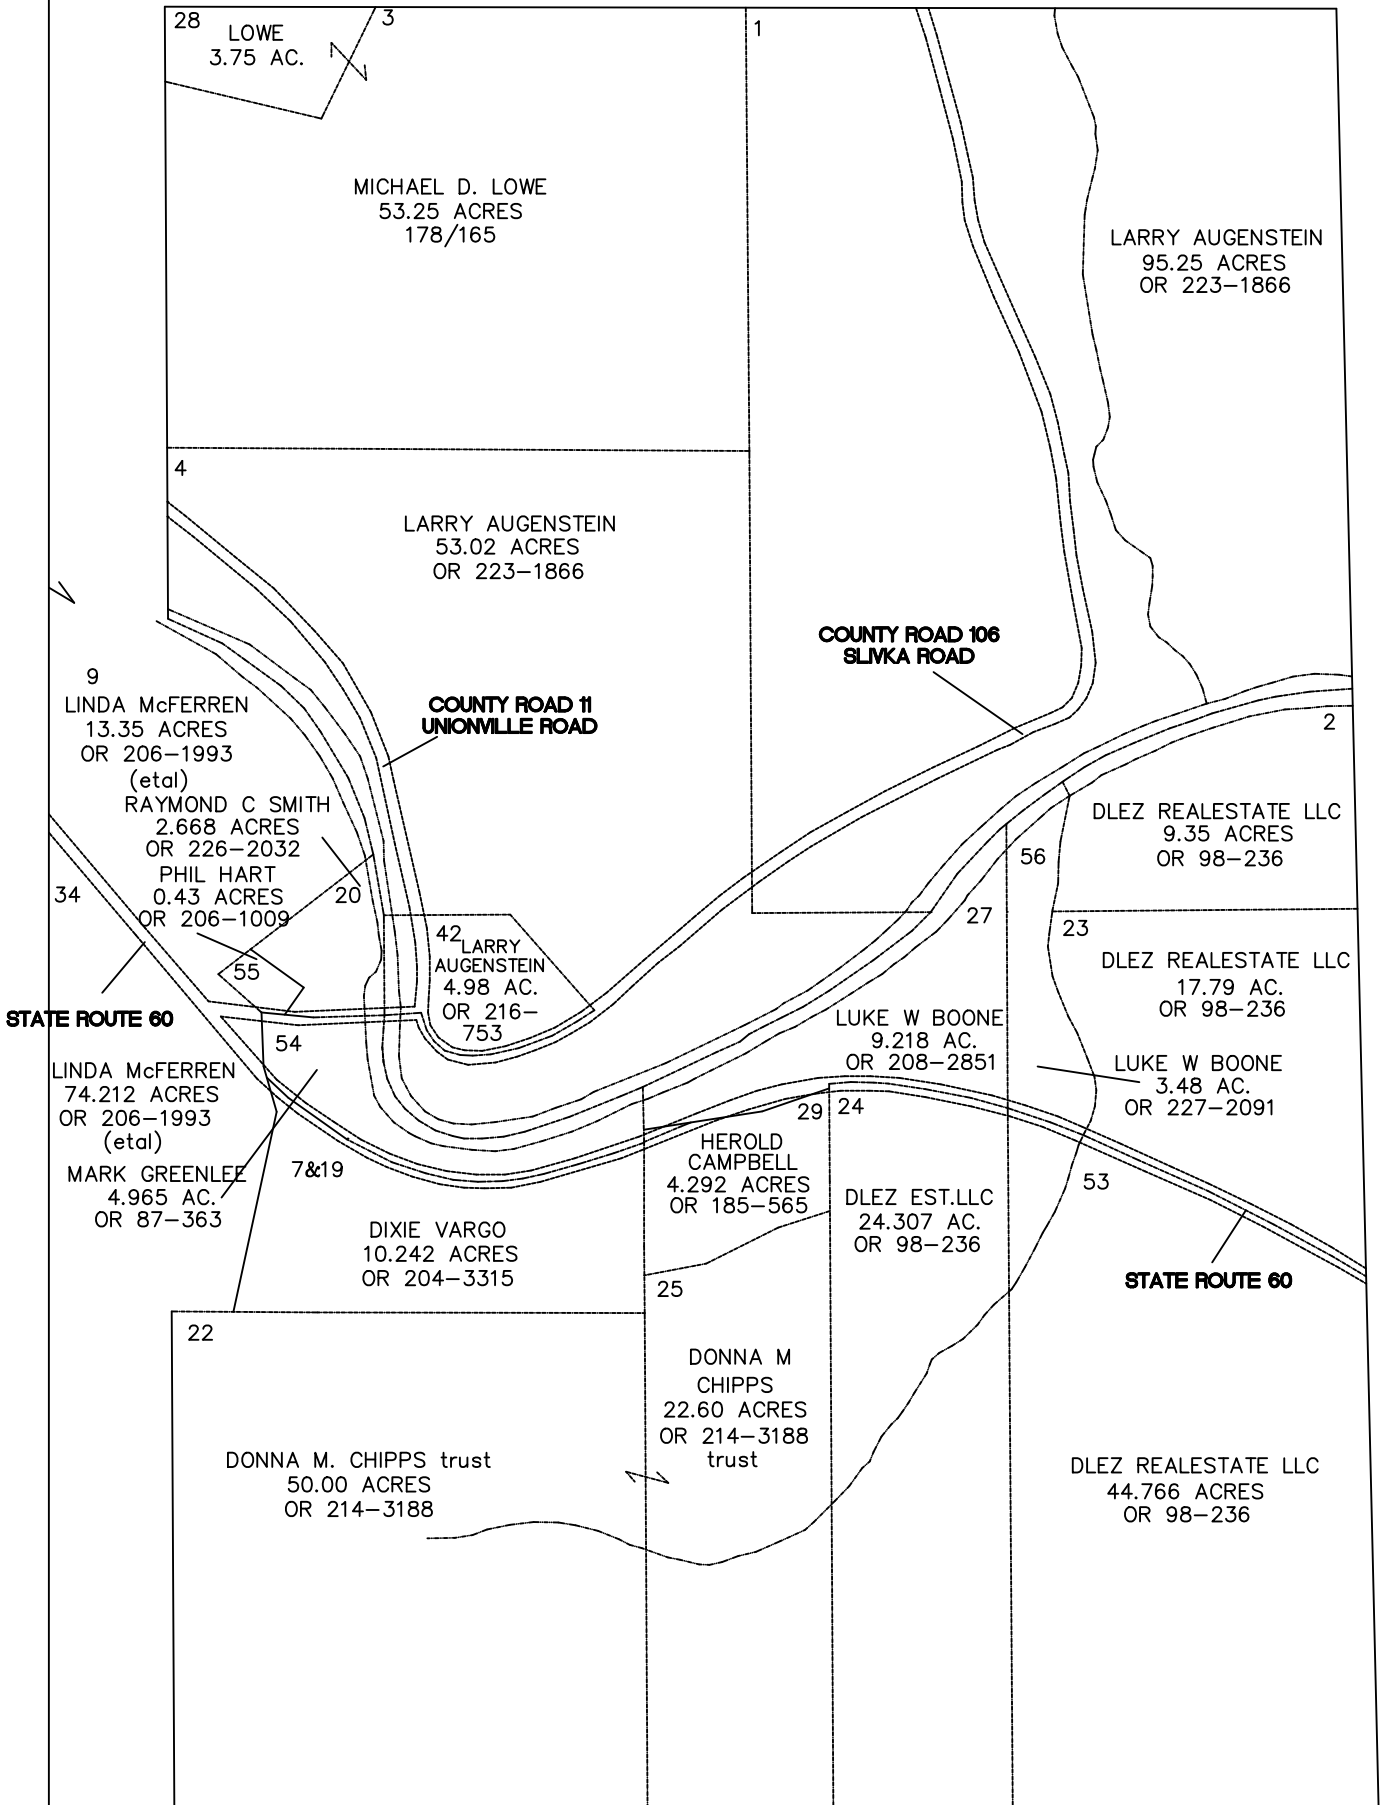 28
LOWE
3.75 AC.
3
1
MICHAEL D. LOWE
53.25 ACRES
178/165
LARRY AUGENSTEIN
95.25 ACRES
OR 223-1866
4
LARRY AUGENSTEIN
53.02 ACRES
OR 223-1866
COUNTY ROAD 106
SLIVKA ROAD
9
LINDA McFERREN
13.35 ACRES
OR 206-1993
(etal)
COUNTY ROAD 11
UNIONVILLE ROAD
2
RAYMOND C SMITH
2.668 ACRES
OR 226-2032
DLEZ REALESTATE LLC
9.35 ACRES
OR 98-236
56
PHIL HART
0.43 ACRES
OR 206-1009
34
20
27
23
42
LARRY
AUGENSTEIN
4.98 AC.
OR 216-
753
55
DLEZ REALESTATE LLC
17.79 AC.
OR 98-236
STATE ROUTE 60
54
LUKE W BOONE
9.218 AC.
OR 208-2851
LUKE W BOONE
3.48 AC.
OR 227-2091
LINDA McFERREN
74.212 ACRES
OR 206-1993
(etal)
29
24
HEROLD
CAMPBELL
4.292 ACRES
OR 185-565
MARK GREENLEE
4.965 AC.
OR 87-363
7&19
53
DLEZ EST.LLC
24.307 AC.
OR 98-236
DIXIE VARGO
10.242 ACRES
OR 204-3315
STATE ROUTE 60
25
22
DONNA M
CHIPPS
22.60 ACRES
OR 214-3188
trust
DONNA M. CHIPPS trust
50.00 ACRES
OR 214-3188
DLEZ REALESTATE LLC
44.766 ACRES
OR 98-236